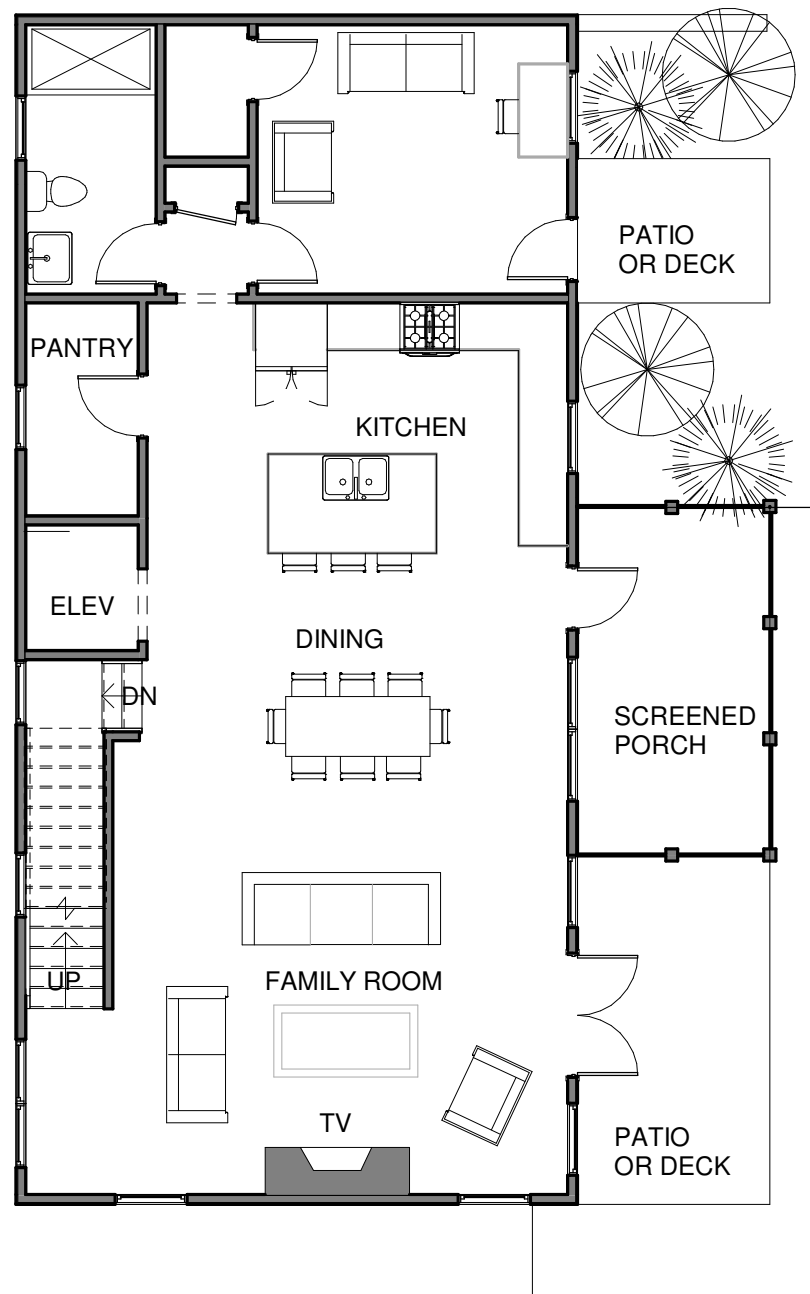 PATIO
OR DECK
PANTRY
KITCHEN
ELEV
DINING
DN
SCREENED
PORCH
UP
FAMILY ROOM
TV
PATIO
OR DECK